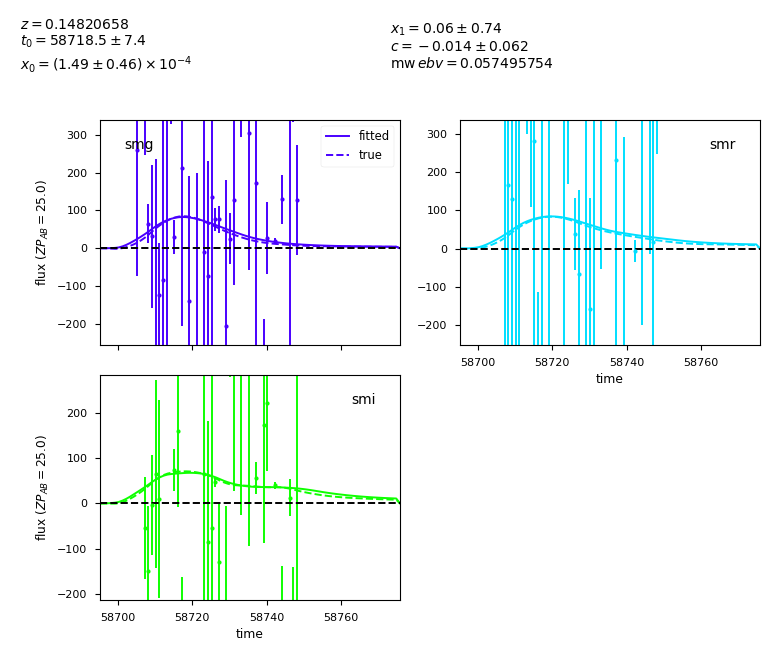 z = 0.14820658
t₀ = 58718.5 ± 7.4
x₀ = (1.49 ± 0.46) × 10⁻⁴
x₁ = 0.06 ± 0.74
c = −0.014 ± 0.062
mw ebv = 0.057495754
smg
fitted
true
300
200
100
0
−100
−200
flux (ZP_AB = 25.0)
smr
300
200
100
0
−100
−200
58700 58720 58740 58760
time
smi
200
100
0
−100
−200
flux (ZP_AB = 25.0)
58700 58720 58740 58760
time